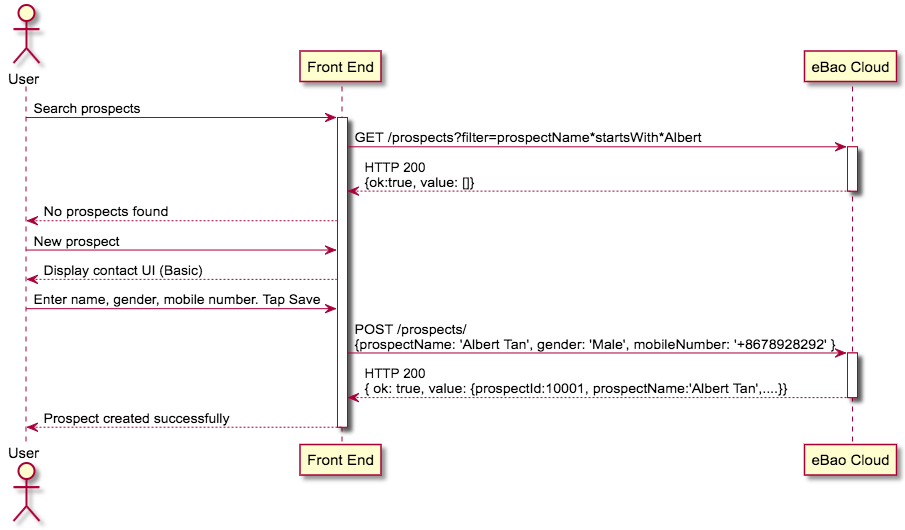 User
Front End
eBao Cloud
Search prospects
GET /prospects?filter=prospectName*startsWith*Albert
HTTP 200
{ok:true, value: []}
No prospects found
New prospect
Display contact UI (Basic)
Enter name, gender, mobile number. Tap Save
POST /prospects/
{prospectName: 'Albert Tan', gender: 'Male', mobileNumber: '+8678928292' }
HTTP 200
{ ok: true, value: {prospectId:10001, prospectName:'Albert Tan',....}}
Prospect created successfully
User
Front End
eBao Cloud